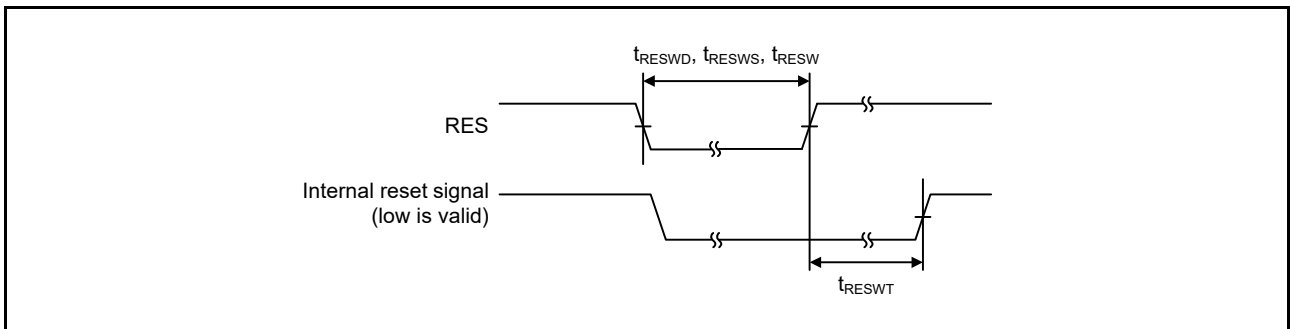 tRESWD, tRESWS, tRESW
RES
Internal reset signal
(low is valid)
tRESWT